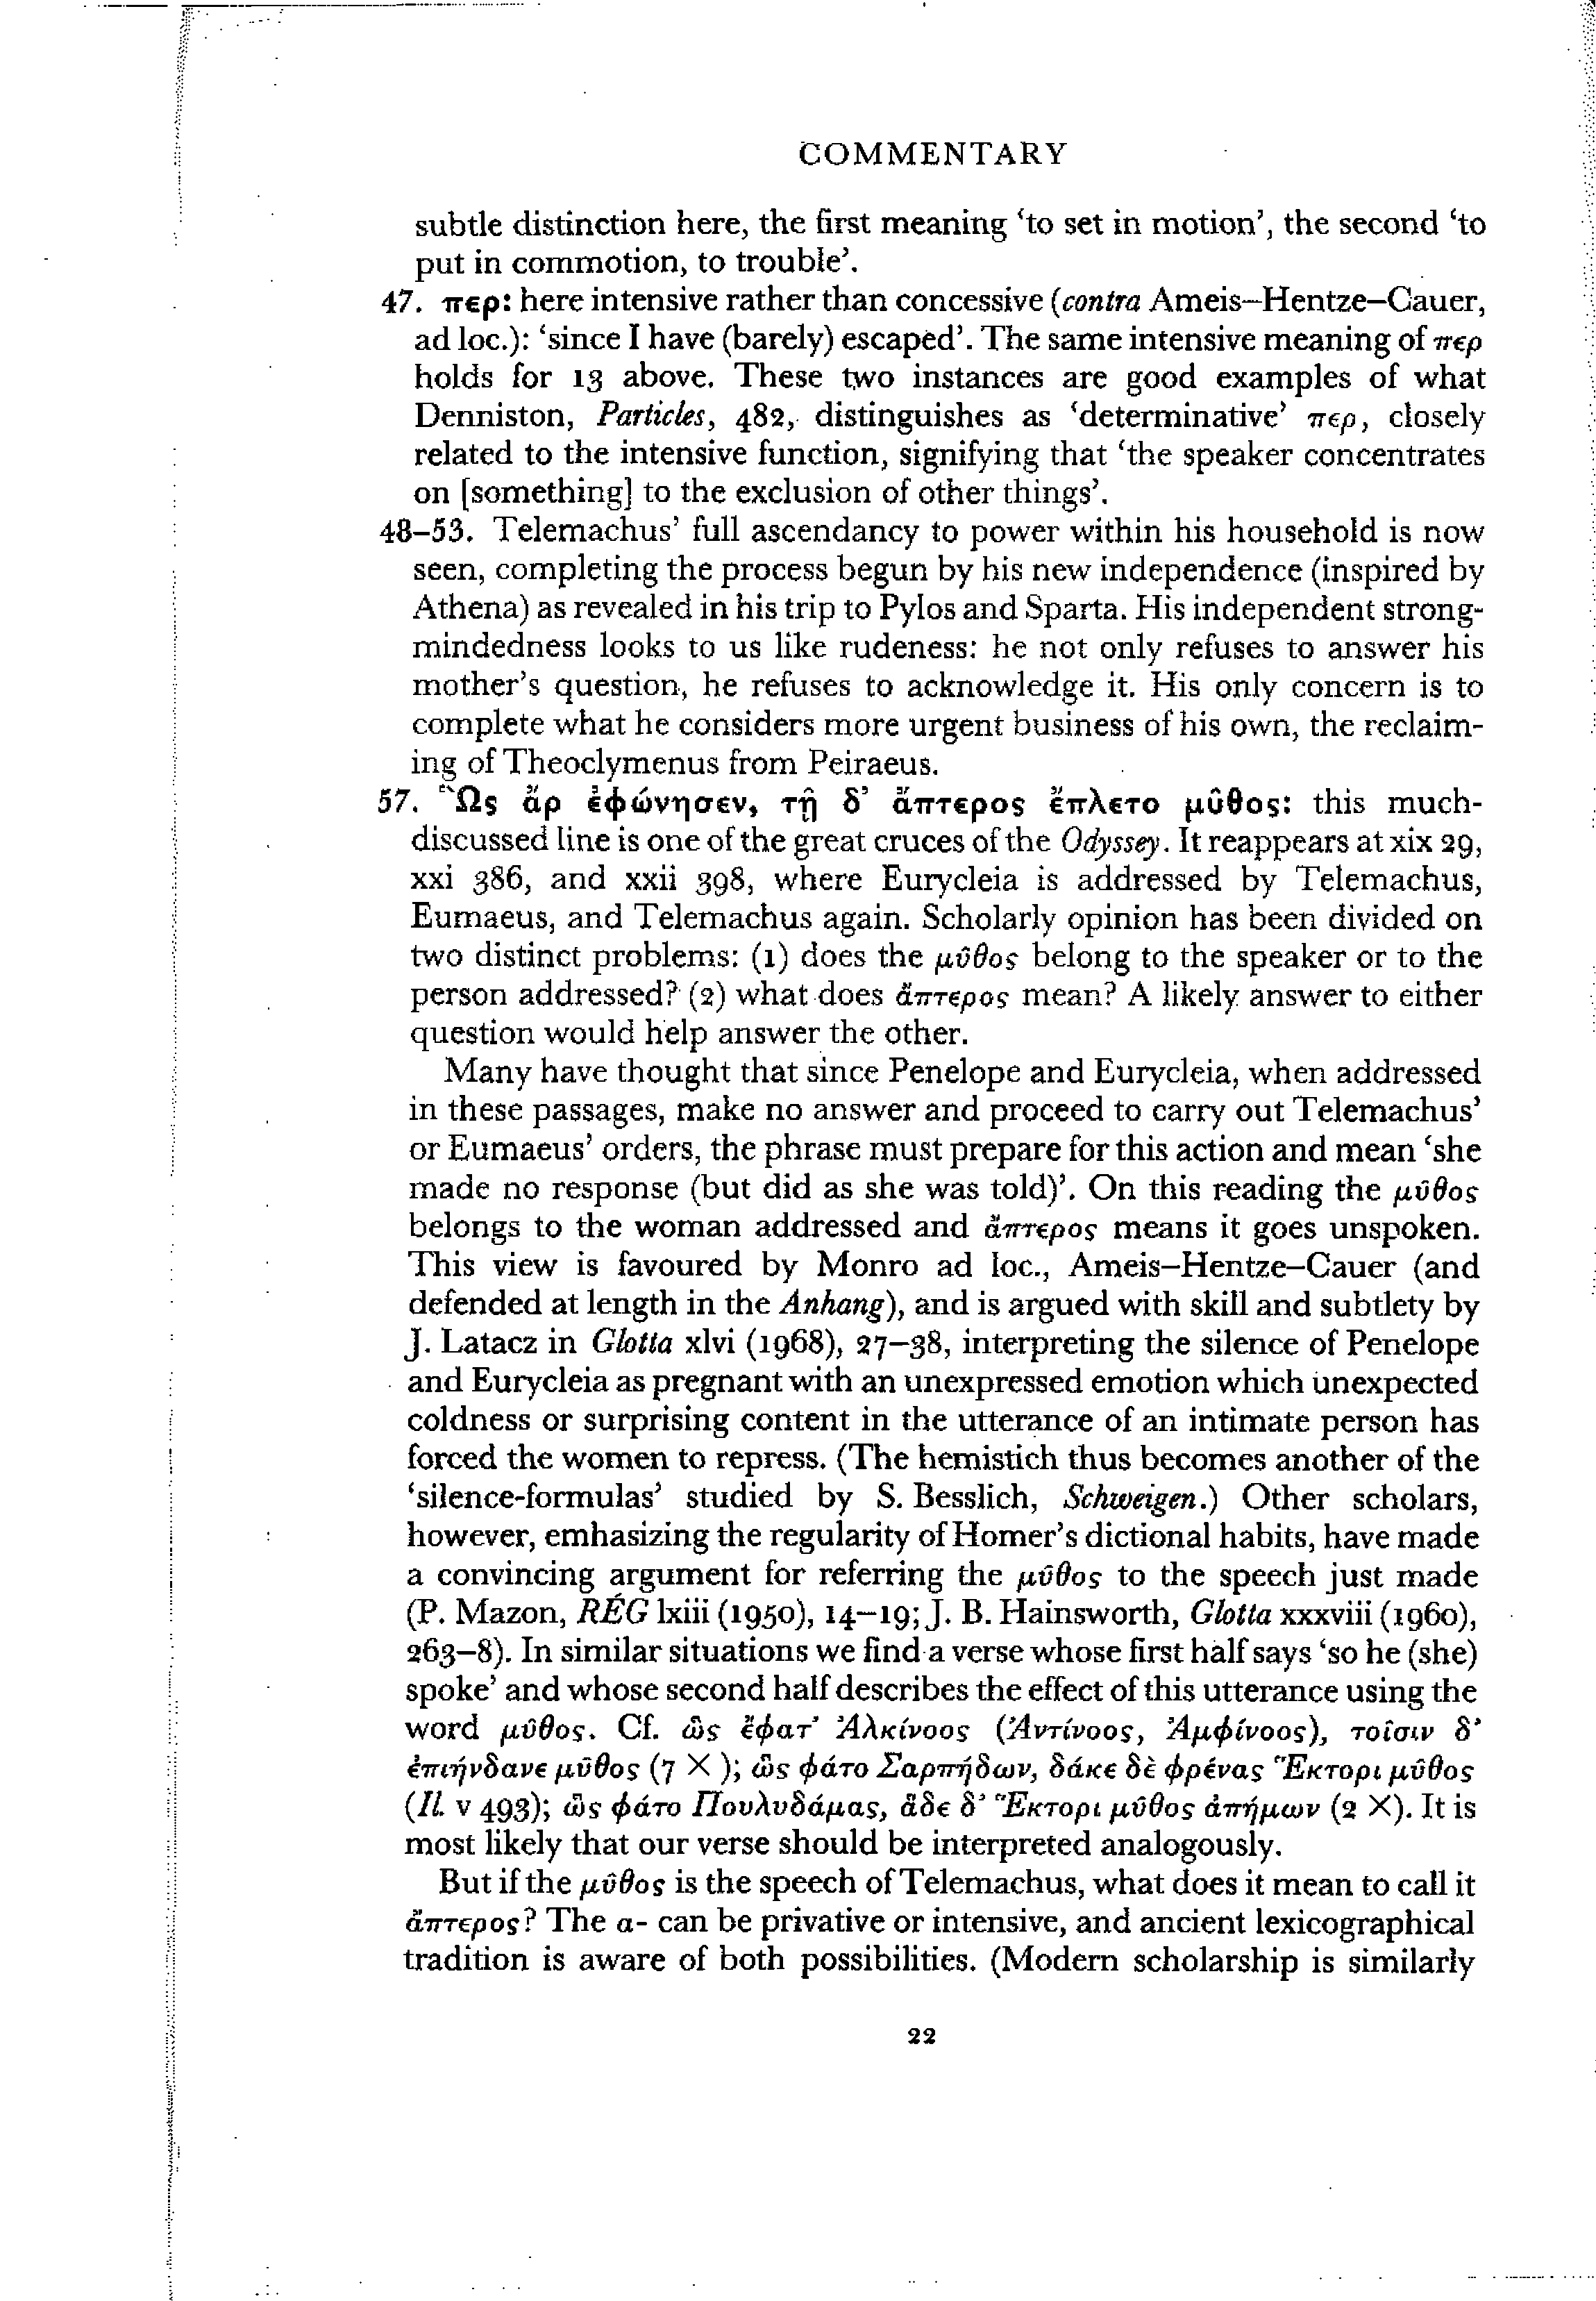 COMMENTARY
subtle distinction here, the first meaning ‘to set in motion’, the second ‘to
put in commotion, to trouble’.
47. περ: here intensive rather than concessive (contra Ameis–Hentze–Cauer,
ad loc.): ‘since I have (barely) escaped’. The same intensive meaning of περ
holds for 13 above. These two instances are good examples of what
Denniston, Particles, 482, distinguishes as ‘determinative’ περ, closely
related to the intensive function, signifying that ‘the speaker concentrates
on [something] to the exclusion of other things’.
48–53. Telemachus’ full ascendancy to power within his household is now
seen, completing the process begun by his new independence (inspired by
Athena) as revealed in his trip to Pylos and Sparta. His independent strong-
mindedness looks to us like rudeness: he not only refuses to answer his
mother’s question, he refuses to acknowledge it. His only concern is to
complete what he considers more urgent business of his own, the reclaim-
ing of Theoclymenus from Peiraeus.
57. Ὣς ἄρ ἐφώνησεν, τῇ δ’ ἄπτερος ἔπλετο μῦθος: this much-
discussed line is one of the great cruces of the Odyssey. It reappears at xix 29,
xxi 386, and xxii 398, where Eurycleia is addressed by Telemachus,
Eumaeus, and Telemachus again. Scholarly opinion has been divided on
two distinct problems: (1) does the μῦθος belong to the speaker or to the
person addressed? (2) what does ἄπτερος mean? A likely answer to either
question would help answer the other.
Many have thought that since Penelope and Eurycleia, when addressed
in these passages, make no answer and proceed to carry out Telemachus’
or Eumaeus’ orders, the phrase must prepare for this action and mean ‘she
made no response (but did as she was told)’. On this reading the μῦθος
belongs to the woman addressed and ἄπτερος means it goes unspoken.
This view is favoured by Monro ad loc., Ameis–Hentze–Cauer (and
defended at length in the Anhang), and is argued with skill and subtlety by
J. Latacz in Glotta xlvi (1968), 27–38, interpreting the silence of Penelope
and Eurycleia as pregnant with an unexpressed emotion which unexpected
coldness or surprising content in the utterance of an intimate person has
forced the women to repress. (The hemistich thus becomes another of the
‘silence-formulas’ studied by S. Besslich, Schweigen.) Other scholars,
however, emhasizing the regularity of Homer’s dictional habits, have made
a convincing argument for referring the μῦθος to the speech just made
(P. Mazon, RÉG lxiii (1950), 14–19; J. B. Hainsworth, Glotta xxxviii (1960),
263–8). In similar situations we find a verse whose first half says ‘so he (she)
spoke’ and whose second half describes the effect of this utterance using the
word μῦθος. Cf. ὣς ἔφατ’ Ἀλκίνοος (Ἀντίνοος, Ἀμφίνοος), τοῖσιν δ’
ἐπιήνδανε μῦθος (7 X ); ὣς φάτο Σαρπήδων, δάκε δὲ φρένας Ἕκτορι μῦθος
(Il. v 493); ὣς φάτο Πουλυδάμας, ἅδε δ’ Ἕκτορι μῦθος ἀπήμων (2 X). It is
most likely that our verse should be interpreted analogously.
But if the μῦθος is the speech of Telemachus, what does it mean to call it
ἄπτερος? The α- can be privative or intensive, and ancient lexicographical
tradition is aware of both possibilities. (Modern scholarship is similarly
22